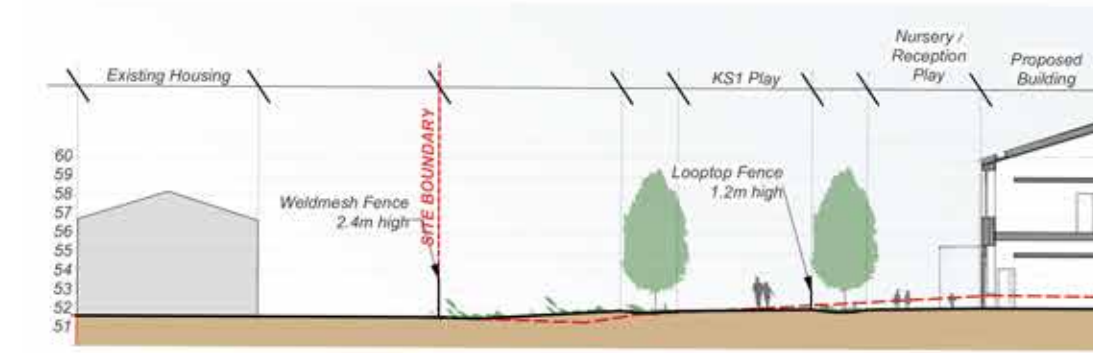 Nursery /
Reception
Play
Existing Housing
KS1 Play
Proposed
Building
SITE BOUNDARY
Weldmesh Fence
2.4m high
Looptop Fence
1.2m high
60
59
58
57
56
55
54
53
52
51